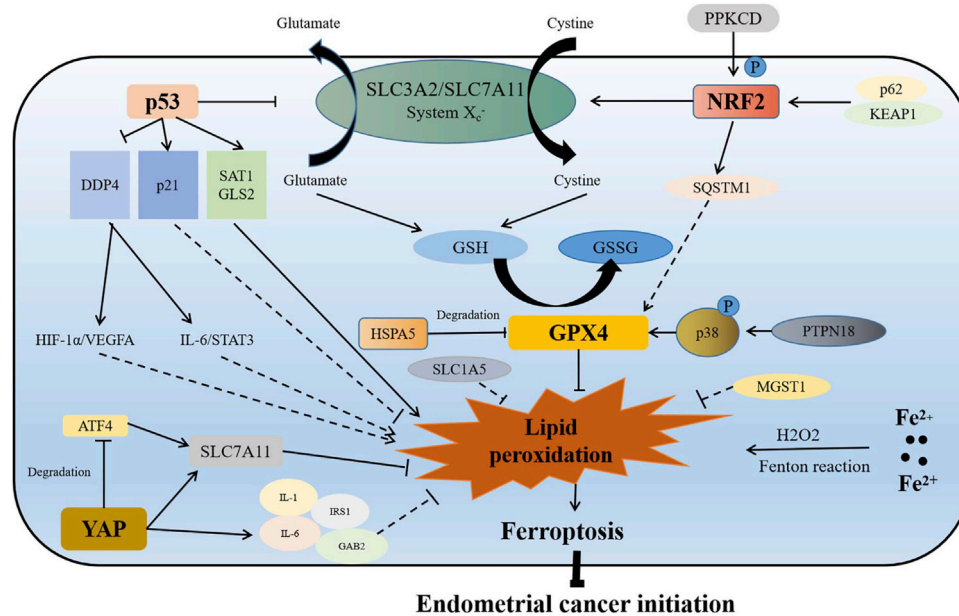 Glutamate
Cystine
PPKCD
P
p53
SLC3A2/SLC7A11
System Xc-
NRF2
p62
KEAP1
DDP4
p21
SAT1
GLS2
Glutamate
Cystine
SQSTM1
GSH
GSSG
HSPA5
Degradation
GPX4
P
p38
PTPN18
HIF-1α/VEGFA
IL-6/STAT3
SLC1A5
MGST1
ATF4
SLC7A11
Lipid
peroxidation
H2O2
Fenton reaction
Fe2+
Fe2+
Degradation
YAP
IL-1
IRS1
IL-6
GAB2
Ferroptosis
Endometrial cancer initiation